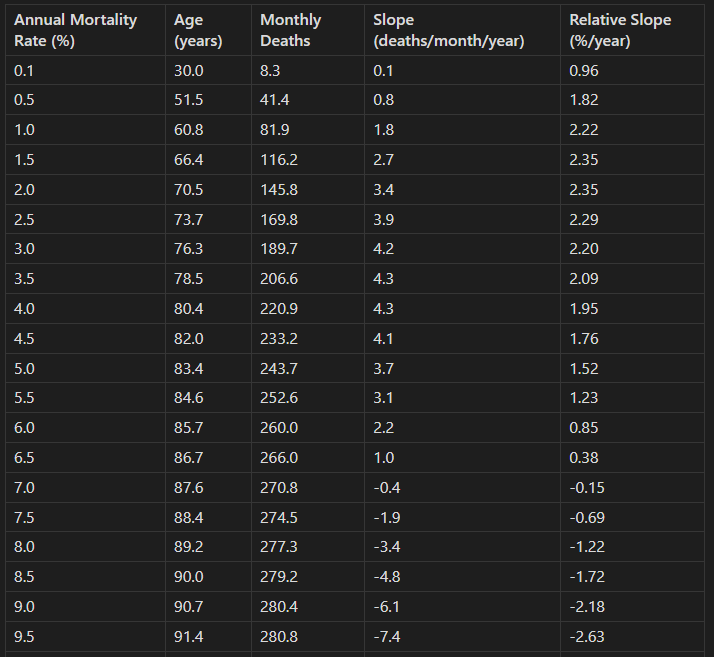 Annual Mortality Rate (%) Age (years) Monthly Deaths Slope (deaths/month/year) Relative Slope (%/year)
0.1 30.0 8.3 0.1 0.96
0.5 51.5 41.4 0.8 1.82
1.0 60.8 81.9 1.8 2.22
1.5 66.4 116.2 2.7 2.35
2.0 70.5 145.8 3.4 2.35
2.5 73.7 169.8 3.9 2.29
3.0 76.3 189.7 4.2 2.20
3.5 78.5 206.6 4.3 2.09
4.0 80.4 220.9 4.3 1.95
4.5 82.0 233.2 4.1 1.76
5.0 83.4 243.7 3.7 1.52
5.5 84.6 252.6 3.1 1.23
6.0 85.7 260.0 2.2 0.85
6.5 86.7 266.0 1.0 0.38
7.0 87.6 270.8 -0.4 -0.15
7.5 88.4 274.5 -1.9 -0.69
8.0 89.2 277.3 -3.4 -1.22
8.5 90.0 279.2 -4.8 -1.72
9.0 90.7 280.4 -6.1 -2.18
9.5 91.4 280.8 -7.4 -2.63